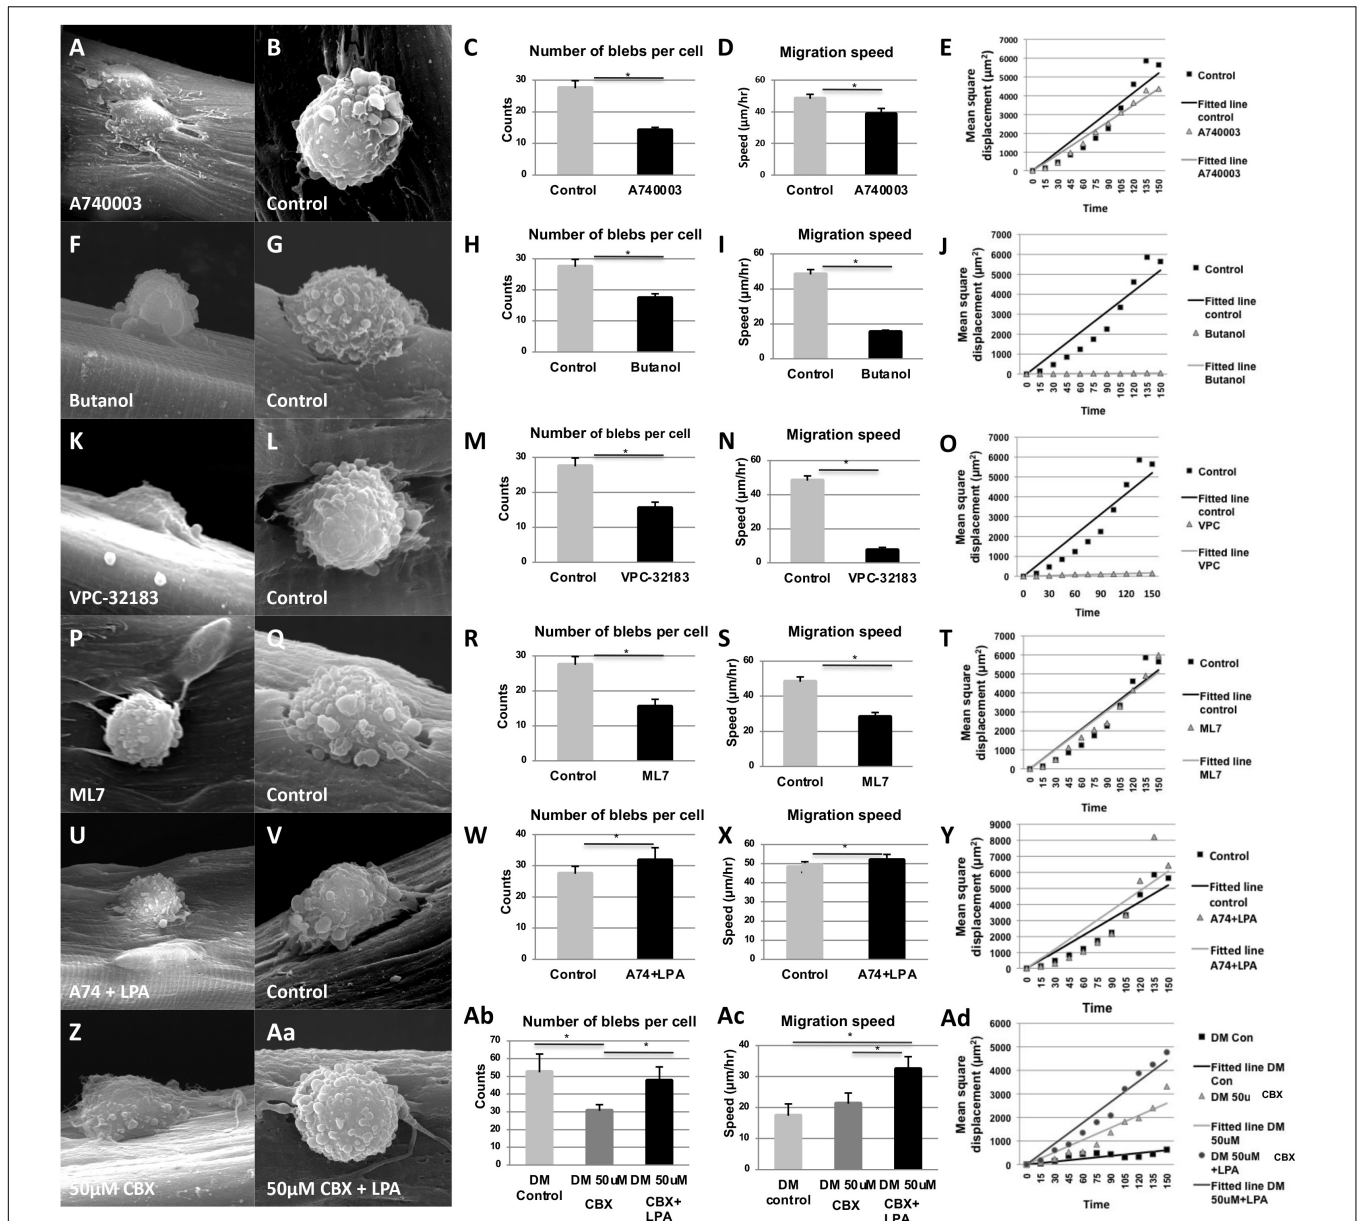 A
A740003
B
Control
C
Number of blebs per cell
Counts
30
20
10
0
*
Control
A740003
D
Migration speed
Speed (µm/hr)
60
40
20
0
*
Control
A740003
E
Mean square
displacement (µm²)
7000
6000
5000
4000
3000
2000
1000
0
0
15
30
45
60
75
90
105
120
135
150
Time
Control
Fitted line
control
A740003
Fitted line
A740003
F
Butanol
G
Control
H
Number of blebs per cell
Counts
30
20
10
0
*
Control
Butanol
I
Migration speed
Speed (µm/hr)
60
40
20
0
*
Control
Butanol
J
Mean square
displacement (µm²)
7000
6000
5000
4000
3000
2000
1000
0
0
15
30
45
60
75
90
105
120
135
150
Time
Control
Fitted line
control
Butanol
Fitted line
Butanol
K
VPC-32183
L
Control
M
Number of blebs per cell
Counts
30
20
10
0
*
Control
VPC-32183
N
Migration speed
Speed (µm/hr)
60
40
20
0
*
Control
VPC-32183
O
Mean square
displacement (µm²)
7000
6000
5000
4000
3000
2000
1000
0
0
30
60
90
120
150
Time
Control
Fitted line
control
VPC
Fitted line
VPC
P
ML7
Q
Control
R
Number of blebs per cell
Counts
30
20
10
0
*
Control
ML7
S
Migration speed
Speed (µm/hr)
60
40
20
0
*
Control
ML7
T
Mean square
displacement (µm²)
7000
6000
5000
4000
3000
2000
1000
0
0
15
30
45
60
75
90
105
120
135
150
Time
Control
Fitted line
control
ML7
Fitted line
ML7
U
A74 + LPA
V
Control
W
Number of blebs per cell
Counts
40
30
20
10
0
*
Control
A74+LPA
X
Migration speed
Speed (µm/hr)
60
50
40
30
20
10
0
*
Control
A74+LPA
Y
Mean square
displacement (µm²)
9000
8000
7000
6000
5000
4000
3000
2000
1000
0
0
15
30
45
60
75
90
105
120
135
150
Time
Control
Fitted line
control
A74+LPA
Fitted line
A74+LPA
Z
50µM CBX
Aa
50µM CBX + LPA
Ab
Number of blebs per cell
Counts
70
60
50
40
30
20
10
0
*
*
DM
Control
DM 50uM
CBX
DM 50uM
CBX+
LPA
Ac
Migration speed
Speed (µm/hr)
40
30
20
10
0
*
*
DM
control
DM 50uM
CBX
DM 50uM
CBX+
LPA
Ad
Mean square
displacement (µm²)
6000
5000
4000
3000
2000
1000
0
0
15
30
45
60
75
90
105
120
135
150
Time
DM Con
Fitted line DM
Con
DM 50u CBX
Fitted line DM
50uM
DM 50uM CBX
+LPA
Fitted line DM
50uM+LPA